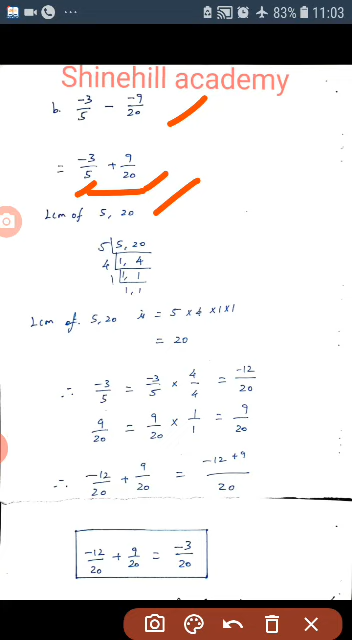 83% 11:03
Shinehill academy
b. -3/5 - -9/20
= -3/5 + 9/20
Lcm of 5, 20
5 | 5, 20
4 | 1, 4
1 | 1, 1
1, 1
Lcm of. 5, 20 is = 5 × 4 × 1 × 1
= 20
∴ -3/5 = -3/5 × 4/4 = -12/20
9/20 = 9/20 × 1/1 = 9/20
∴ -12/20 + 9/20 = -12 + 9/20
-12/20 + 9/20 = -3/20